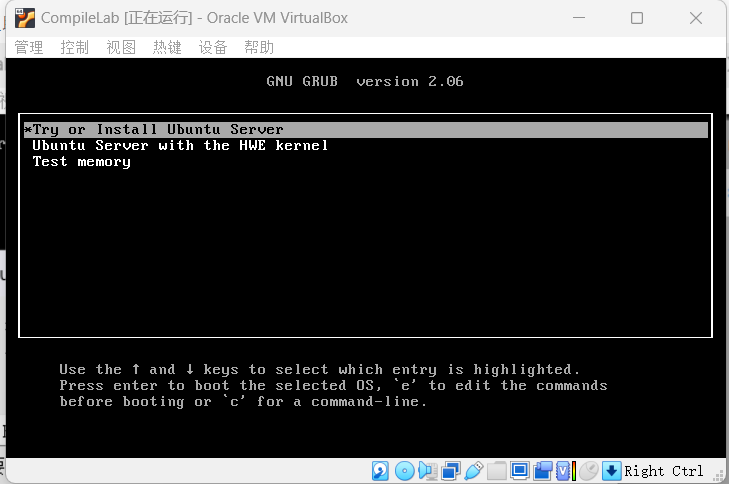 CompileLab [正在运行] - Oracle VM VirtualBox
管理 控制 视图 热键 设备 帮助
GNU GRUB version 2.06
*Try or Install Ubuntu Server
Ubuntu Server with the HWE kernel
Test memory
Use the ↑ and ↓ keys to select which entry is highlighted.
Press enter to boot the selected OS, `e' to edit the commands
before booting or `c' for a command-line.
Right Ctrl